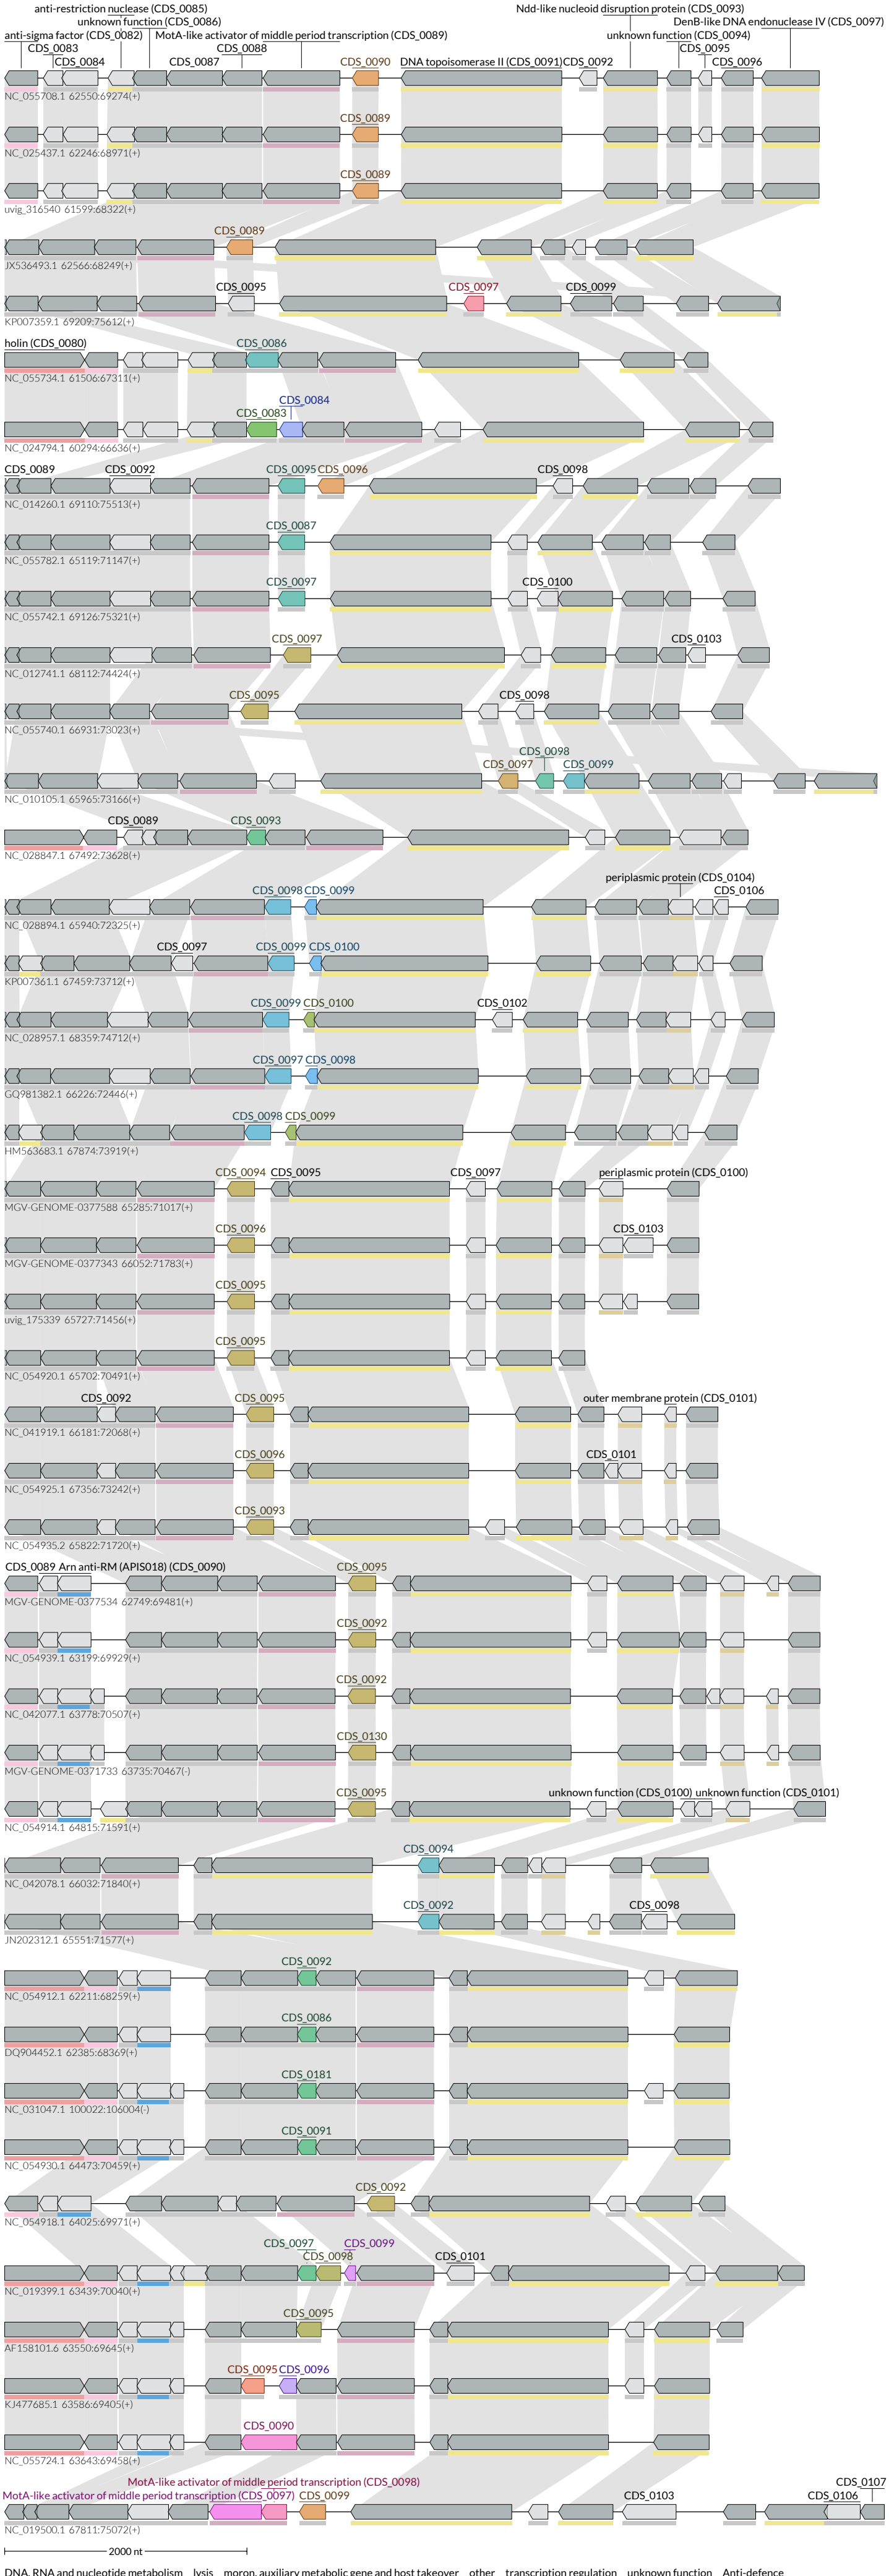 anti-restriction nuclease (CDS_0085)
Ndd-like nucleoid disruption protein (CDS_0093)
unknown function (CDS_0086)
DenB-like DNA endonuclease IV (CDS_0097)
anti-sigma factor (CDS_0082) MotA-like activator of middle period transcription (CDS_0089) unknown function (CDS_0094)
CDS_0083 CDS_0088 CDS_0095
CDS_0084 CDS_0087 CDS_0090 DNA topoisomerase II (CDS_0091) CDS_0092 CDS_0096
NC_055708.1 62550:69274(+)
CDS_0089
NC_025437.1 62246:68971(+)
CDS_0089
uvig_316540 61599:68322(+)
CDS_0089
JX536493.1 62566:68249(+)
CDS_0095 CDS_0097 CDS_0099
KP007359.1 69209:75612(+)
holin (CDS_0080) CDS_0086
NC_055734.1 61506:67311(+)
CDS_0084
CDS_0083
NC_024794.1 60294:66636(+)
CDS_0089 CDS_0092 CDS_0095 CDS_0096 CDS_0098
NC_014260.1 69110:75513(+)
CDS_0087
NC_055782.1 65119:71147(+)
CDS_0097 CDS_0100
NC_055742.1 69126:75321(+)
CDS_0097 CDS_0103
NC_012741.1 68112:74424(+)
CDS_0095 CDS_0098
NC_055740.1 66931:73023(+)
CDS_0098
CDS_0097 CDS_0099
NC_010105.1 65965:73166(+)
CDS_0089 CDS_0093
NC_028847.1 67492:73628(+)
periplasmic protein (CDS_0104)
CDS_0098 CDS_0099 CDS_0106
NC_028894.1 65940:72325(+)
CDS_0097 CDS_0099 CDS_0100
KP007361.1 67459:73712(+)
CDS_0099 CDS_0100 CDS_0102
NC_028957.1 68359:74712(+)
CDS_0097 CDS_0098
GQ981382.1 66226:72446(+)
CDS_0098 CDS_0099
HM563683.1 67874:73919(+)
CDS_0094 CDS_0095 CDS_0097 periplasmic protein (CDS_0100)
MGV-GENOME-0377588 65285:71017(+)
CDS_0096 CDS_0103
MGV-GENOME-0377343 66052:71783(+)
CDS_0095
uvig_175339 65727:71456(+)
CDS_0095
NC_054920.1 65702:70491(+)
CDS_0092 CDS_0095 outer membrane protein (CDS_0101)
NC_041919.1 66181:72068(+)
CDS_0096 CDS_0101
NC_054925.1 67356:73242(+)
CDS_0093
NC_054935.2 65822:71720(+)
CDS_0089 Arn anti-RM (APIS018) (CDS_0090) CDS_0095
MGV-GENOME-0377534 62749:69481(+)
CDS_0092
NC_054939.1 63199:69929(+)
CDS_0092
NC_042077.1 63778:70507(+)
CDS_0130
MGV-GENOME-0371733 63735:70467(-)
CDS_0095 unknown function (CDS_0100) unknown function (CDS_0101)
NC_054914.1 64815:71591(+)
CDS_0094
NC_042078.1 66032:71840(+)
CDS_0092 CDS_0098
JN202312.1 65551:71577(+)
CDS_0092
NC_054912.1 62211:68259(+)
CDS_0086
DQ904452.1 62385:68369(+)
CDS_0181
NC_031047.1 100022:106004(-)
CDS_0091
NC_054930.1 64473:70459(+)
CDS_0092
NC_054918.1 64025:69971(+)
CDS_0097 CDS_0099
CDS_0098 CDS_0101
NC_019399.1 63439:70040(+)
CDS_0095
AF158101.6 63550:69645(+)
CDS_0095 CDS_0096
KJ477685.1 63586:69405(+)
CDS_0090
NC_055724.1 63643:69458(+)
MotA-like activator of middle period transcription (CDS_0098) CDS_0107
MotA-like activator of middle period transcription (CDS_0097) CDS_0099 CDS_0103 CDS_0106
NC_019500.1 67811:75072(+)
2000 nt
DNA, RNA and nucleotide metabolism lysis moron, auxiliary metabolic gene and host takeover other transcription regulation unknown function Anti-defence